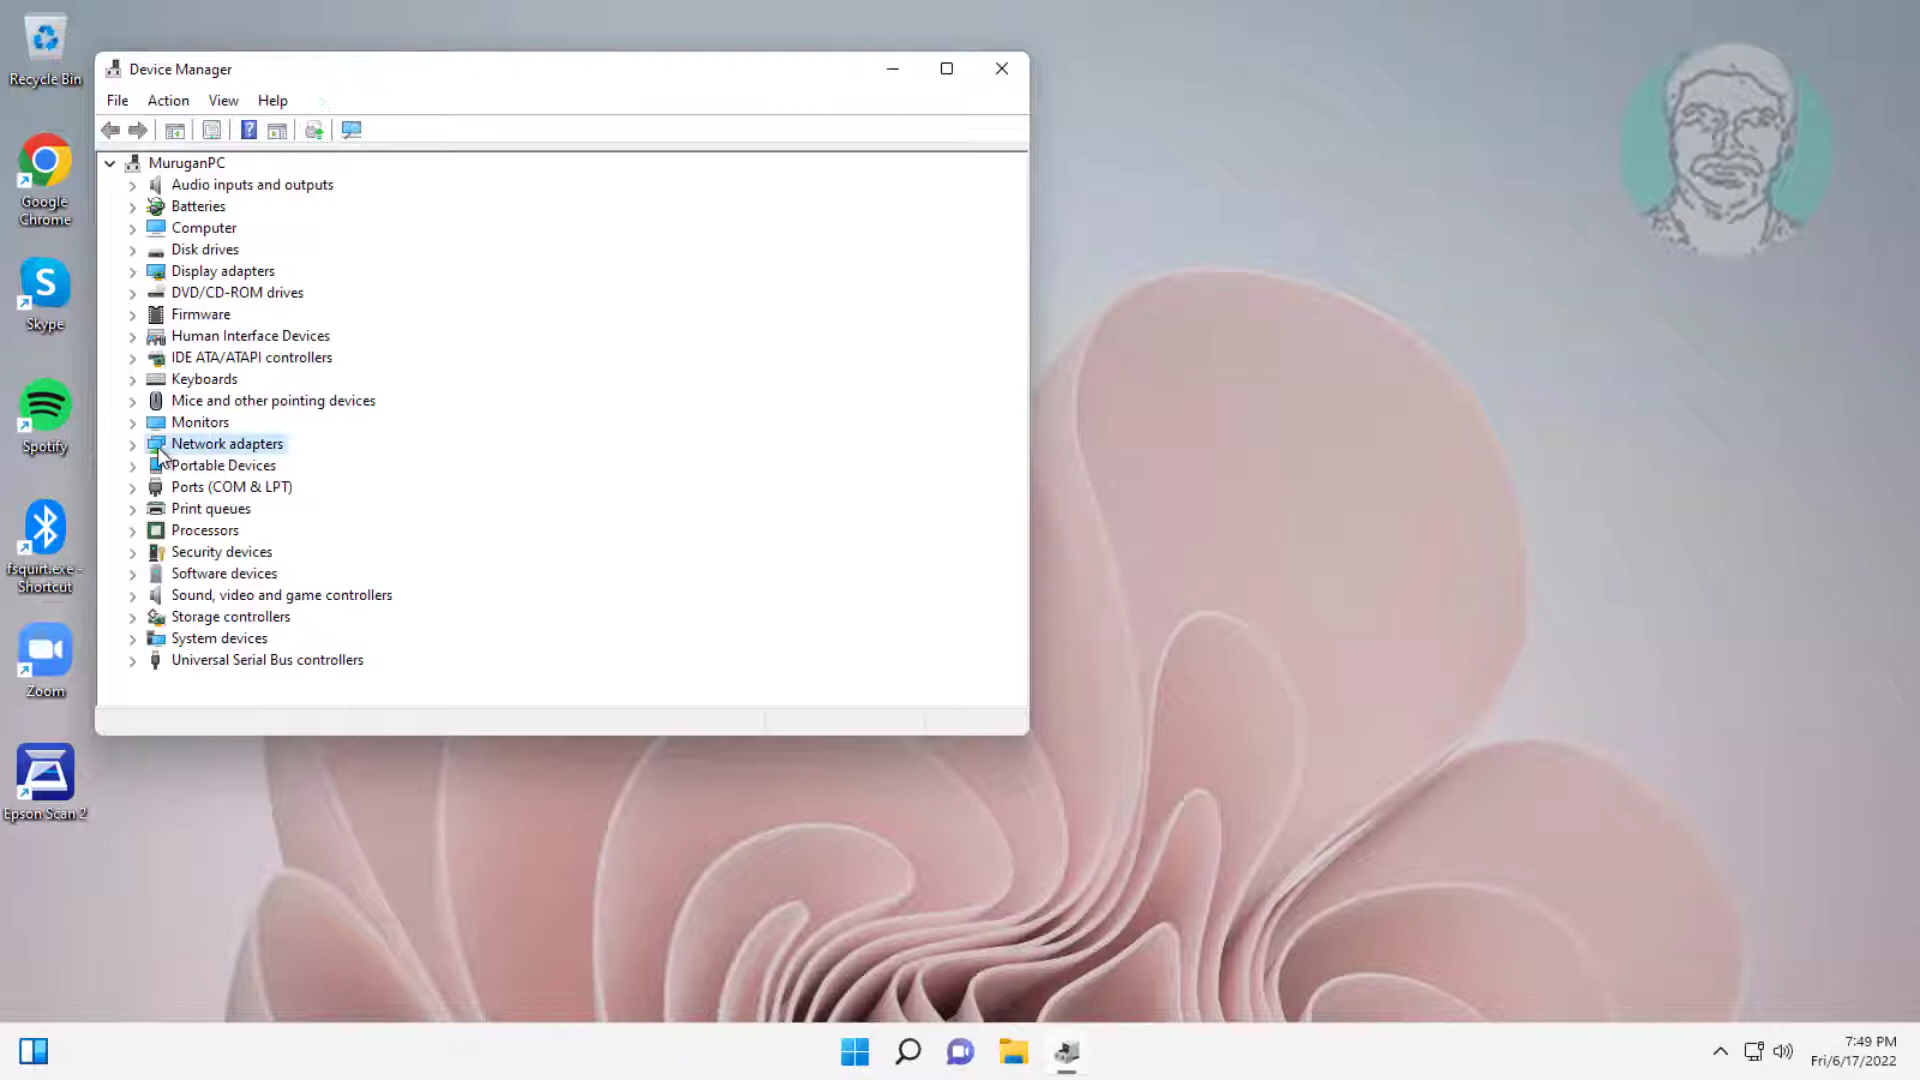 Recycle Bin
Google
Chrome
Skype
Spotify
fsquirt.exe -
Shortcut
Zoom
Epson Scan 2
Device Manager
File Action View Help
MuruganPC
Audio inputs and outputs
Batteries
Computer
Disk drives
Display adapters
DVD/CD-ROM drives
Firmware
Human Interface Devices
IDE ATA/ATAPI controllers
Keyboards
Mice and other pointing devices
Monitors
Network adapters
Portable Devices
Ports (COM & LPT)
Print queues
Processors
Security devices
Software devices
Sound, video and game controllers
Storage controllers
System devices
Universal Serial Bus controllers
7:49 PM
Fri/6/17/2022